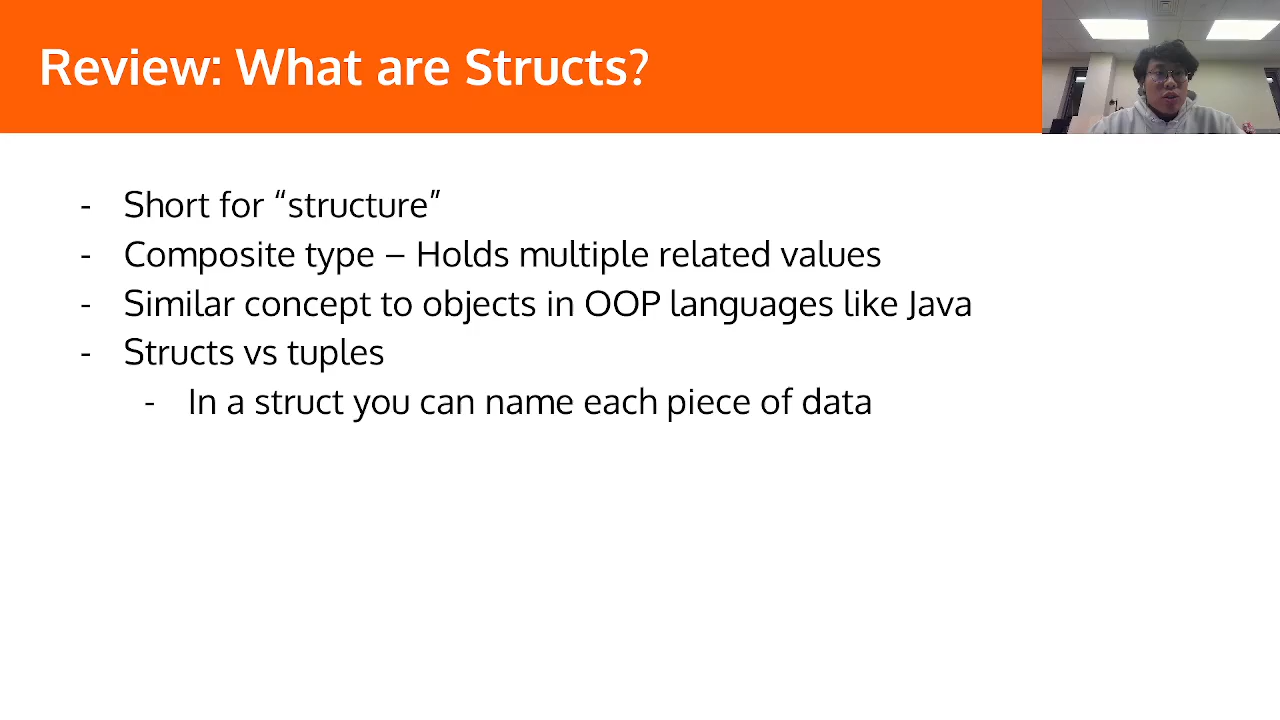 Review: What are Structs?
- Short for “structure”
- Composite type – Holds multiple related values
- Similar concept to objects in OOP languages like Java
- Structs vs tuples
- In a struct you can name each piece of data